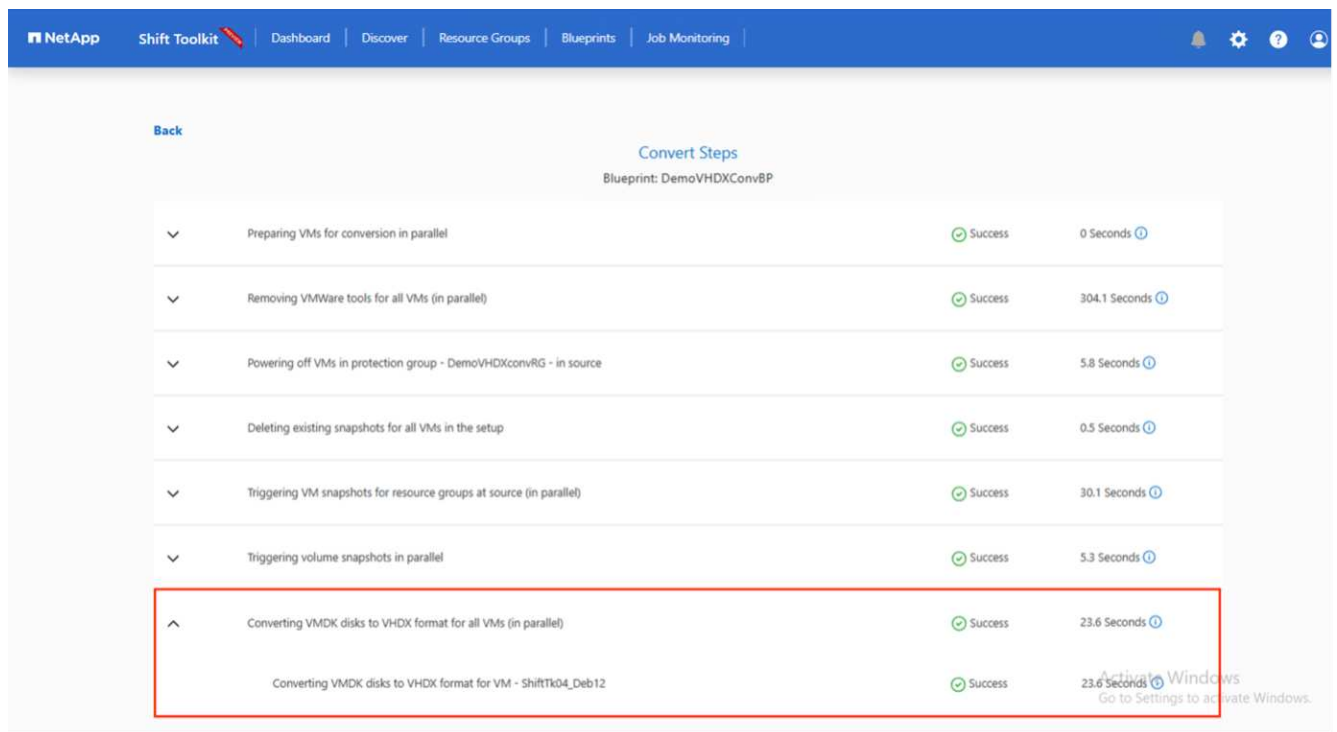 NetApp Shift Toolkit Dashboard Discover Resource Groups Blueprints Job Monitoring
Back
Convert Steps
Blueprint: DemoVHDXConvBP
Preparing VMs for conversion in parallel Success 0 Seconds
Removing VMWare tools for all VMs (in parallel) Success 304.1 Seconds
Powering off VMs in protection group - DemoVHDXconvRG - in source Success 5.8 Seconds
Deleting existing snapshots for all VMs in the setup Success 0.5 Seconds
Triggering VM snapshots for resource groups at source (in parallel) Success 30.1 Seconds
Triggering volume snapshots in parallel Success 5.3 Seconds
Converting VMDK disks to VHDX format for all VMs (in parallel) Success 23.6 Seconds
Converting VMDK disks to VHDX format for VM - ShiftTk04_Deb12 Success 23.6 Seconds
Activate Windows
Go to Settings to activate Windows.